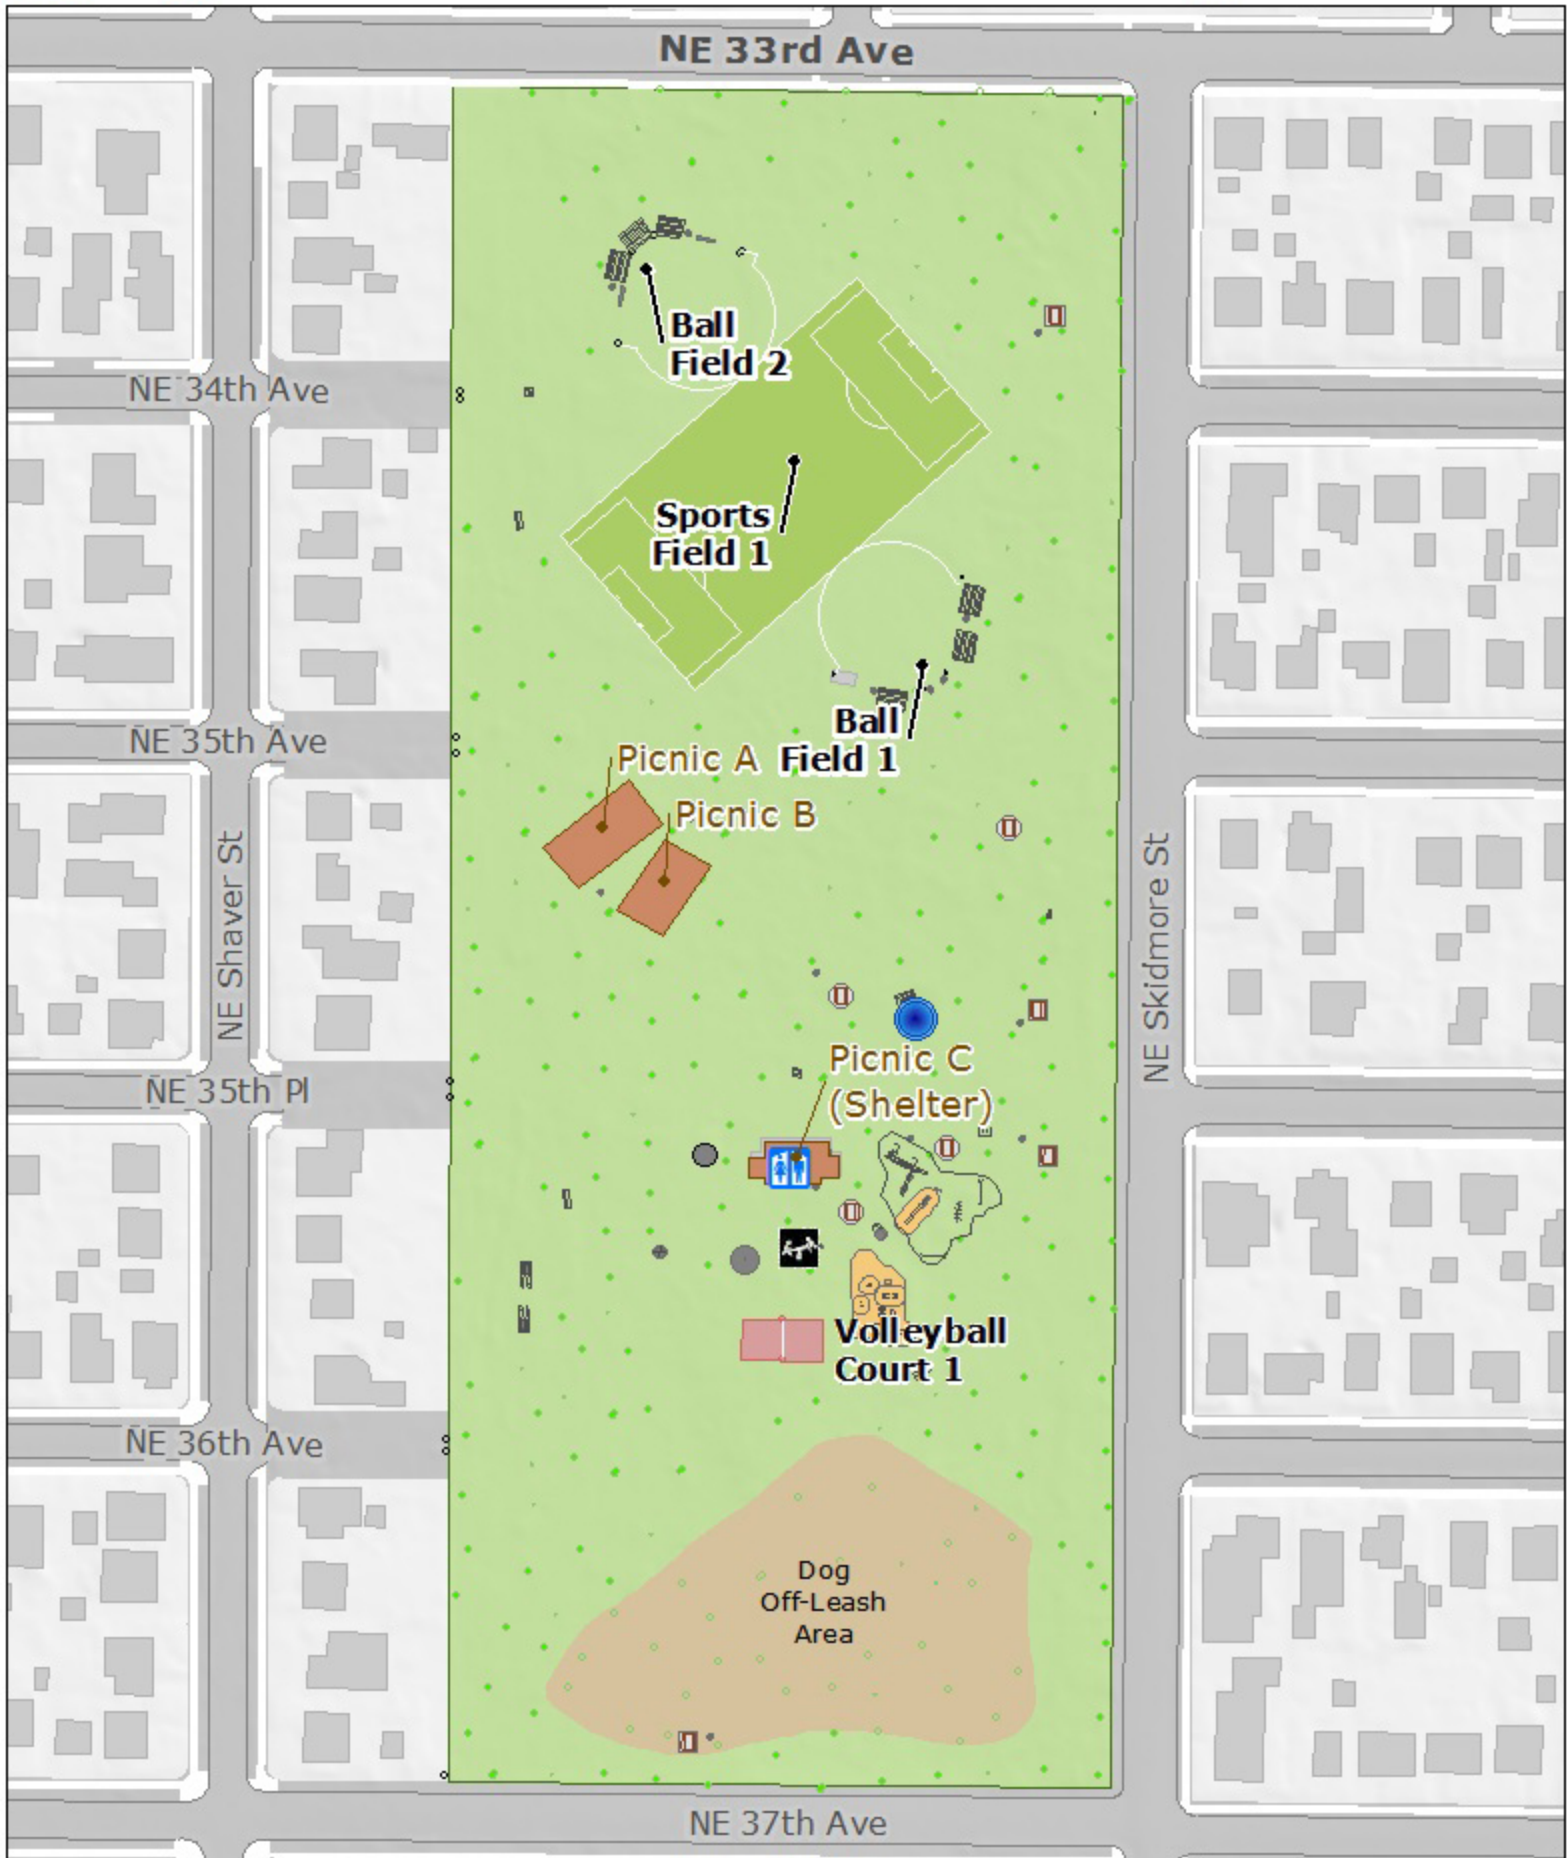 NE 33rd Ave
Ball
Field 2
NE 34th Ave
Sports
Field 1
Ball
Field 1
NE 35th Ave
Picnic A
Picnic B
NE Shaver St
NE Skidmore St
Picnic C
(Shelter)
NE 35th Pl
Volleyball
Court 1
NE 36th Ave
Dog
Off-Leash
Area
NE 37th Ave